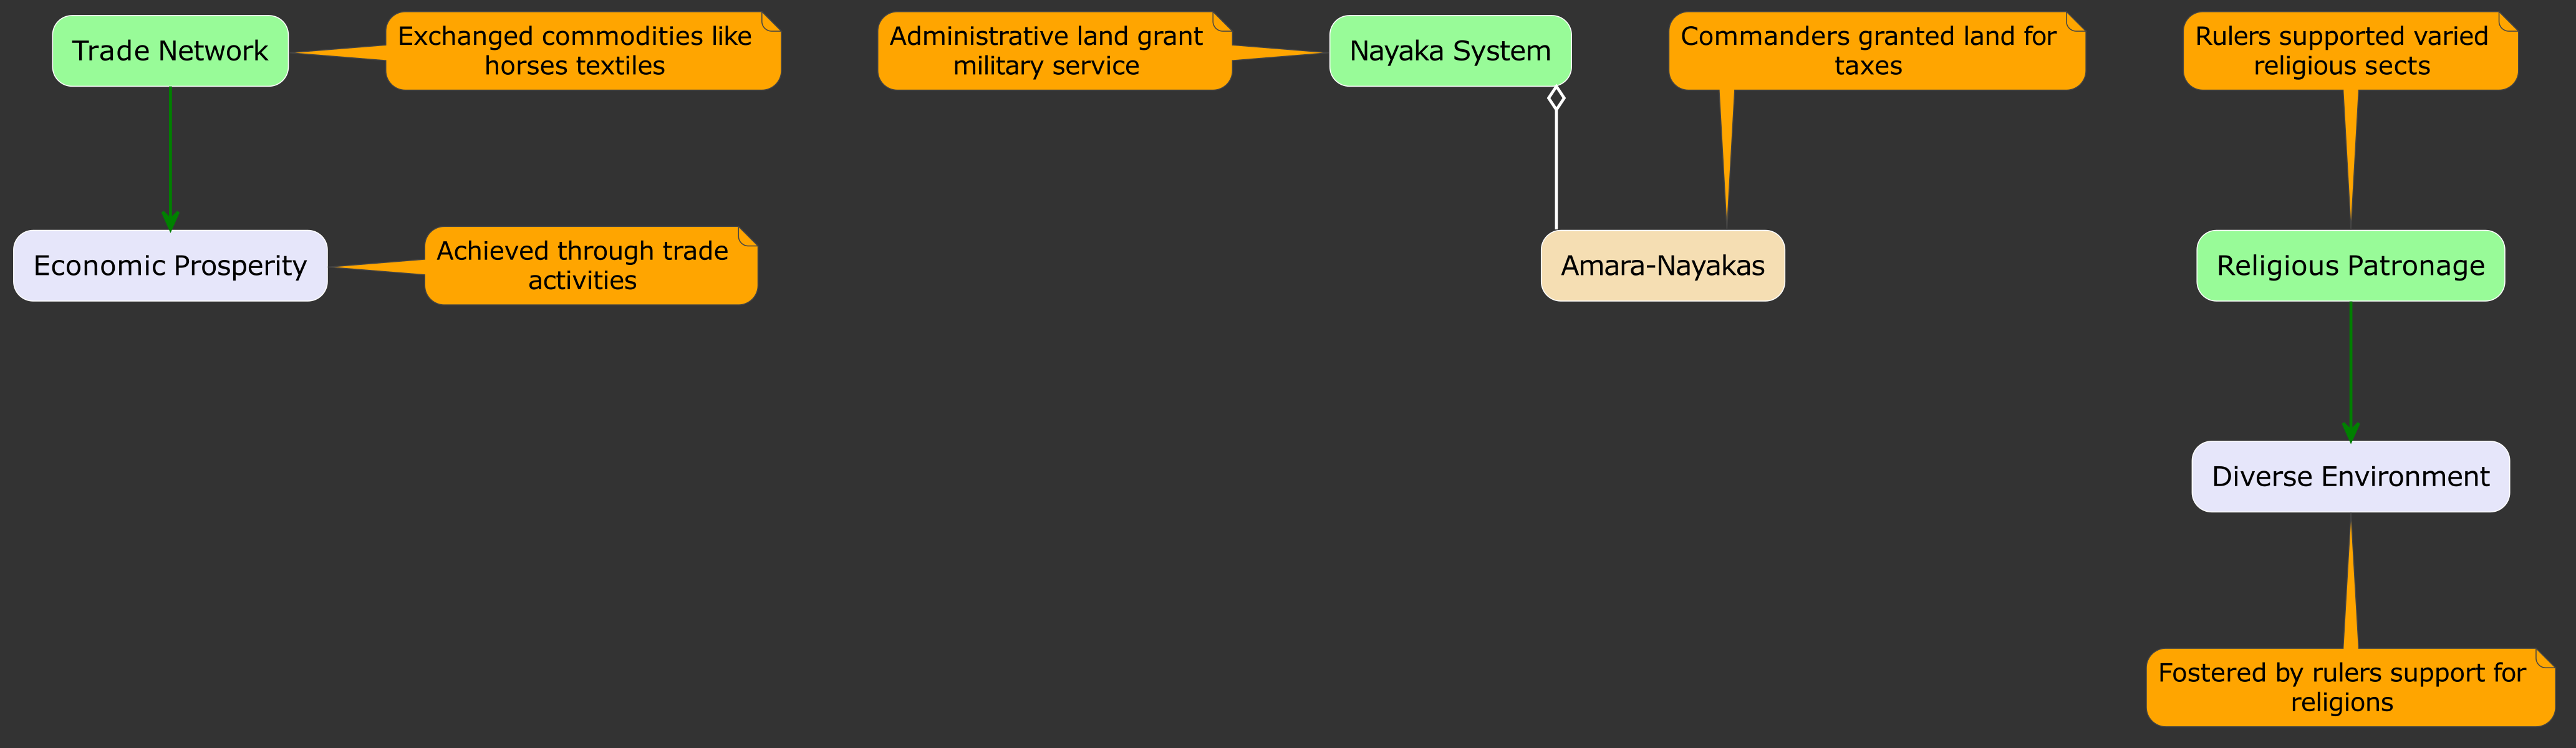 Trade Network
Exchanged commodities like
horses textiles
Administrative land grant
military service
Nayaka System
Commanders granted land for
taxes
Rulers supported varied
religious sects
Economic Prosperity
Achieved through trade
activities
Amara-Nayakas
Religious Patronage
Diverse Environment
Fostered by rulers support for
religions